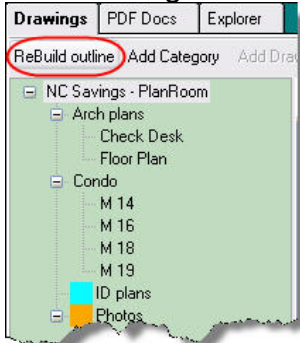 Drawings PDF Docs Explorer
ReBuild outline Add Category Add Dra
NC Savings - PlanRoom
Arch plans
Check Desk
Floor Plan
Condo
M 14
M 16
M 18
M 19
ID plans
Photos